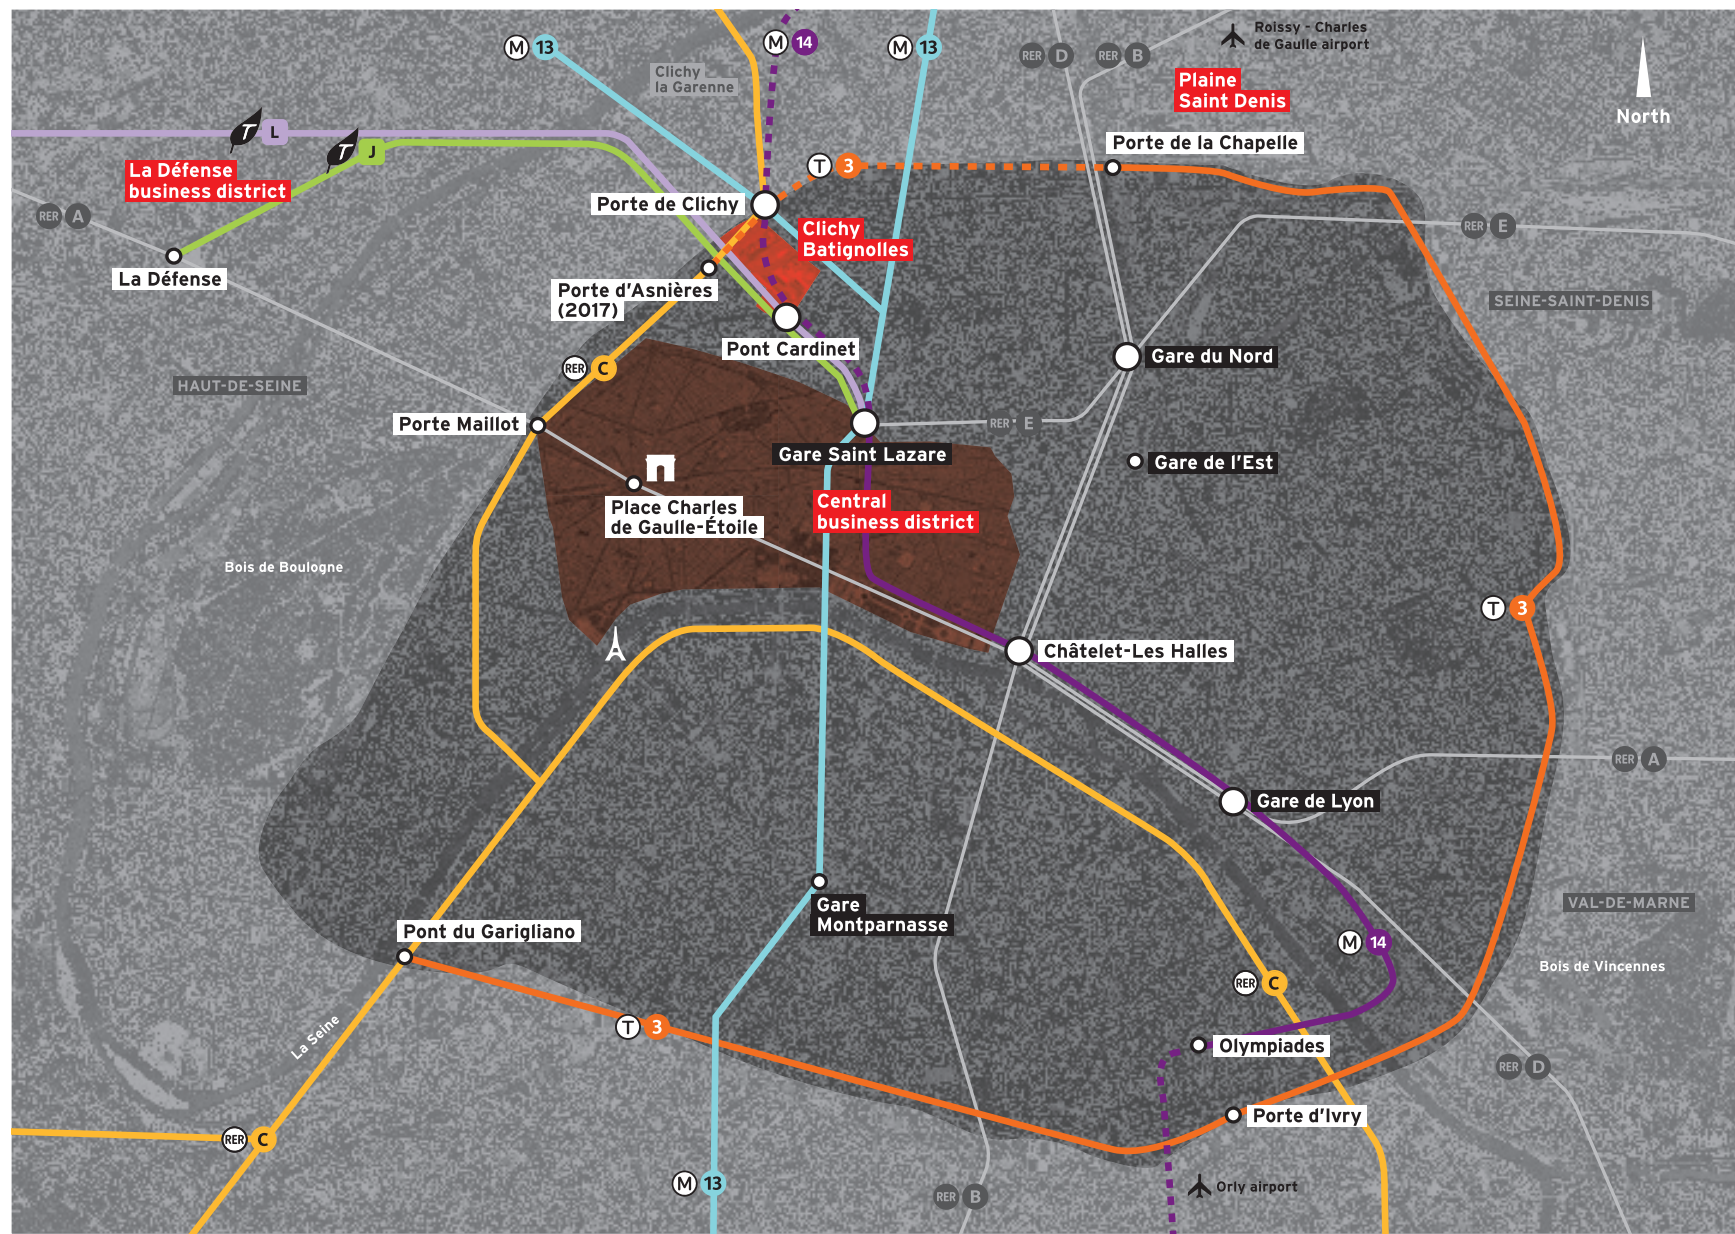 M 13
M 14
M 13
RER D
RER B
Roissy - Charles
de Gaulle airport
Clichy
la Garenne
Plaine
Saint Denis
North
T L
T J
Porte de la Chapelle
La Défense
business district
T 3
Porte de Clichy
RER A
Clichy
Batignolles
RER E
La Défense
Porte d'Asnières
(2017)
SEINE-SAINT-DENIS
Pont Cardinet
Gare du Nord
RER C
HAUT-DE-SEINE
Porte Maillot
RER E
Gare Saint Lazare
Gare de l'Est
Place Charles
de Gaulle-Étoile
Central
business district
Bois de Boulogne
T 3
Châtelet-Les Halles
RER A
Gare de Lyon
Gare
Montparnasse
VAL-DE-MARNE
Pont du Garigliano
M 14
Bois de Vincennes
RER C
La Seine
T 3
Olympiades
RER D
Porte d'Ivry
RER C
M 13
RER B
Orly airport